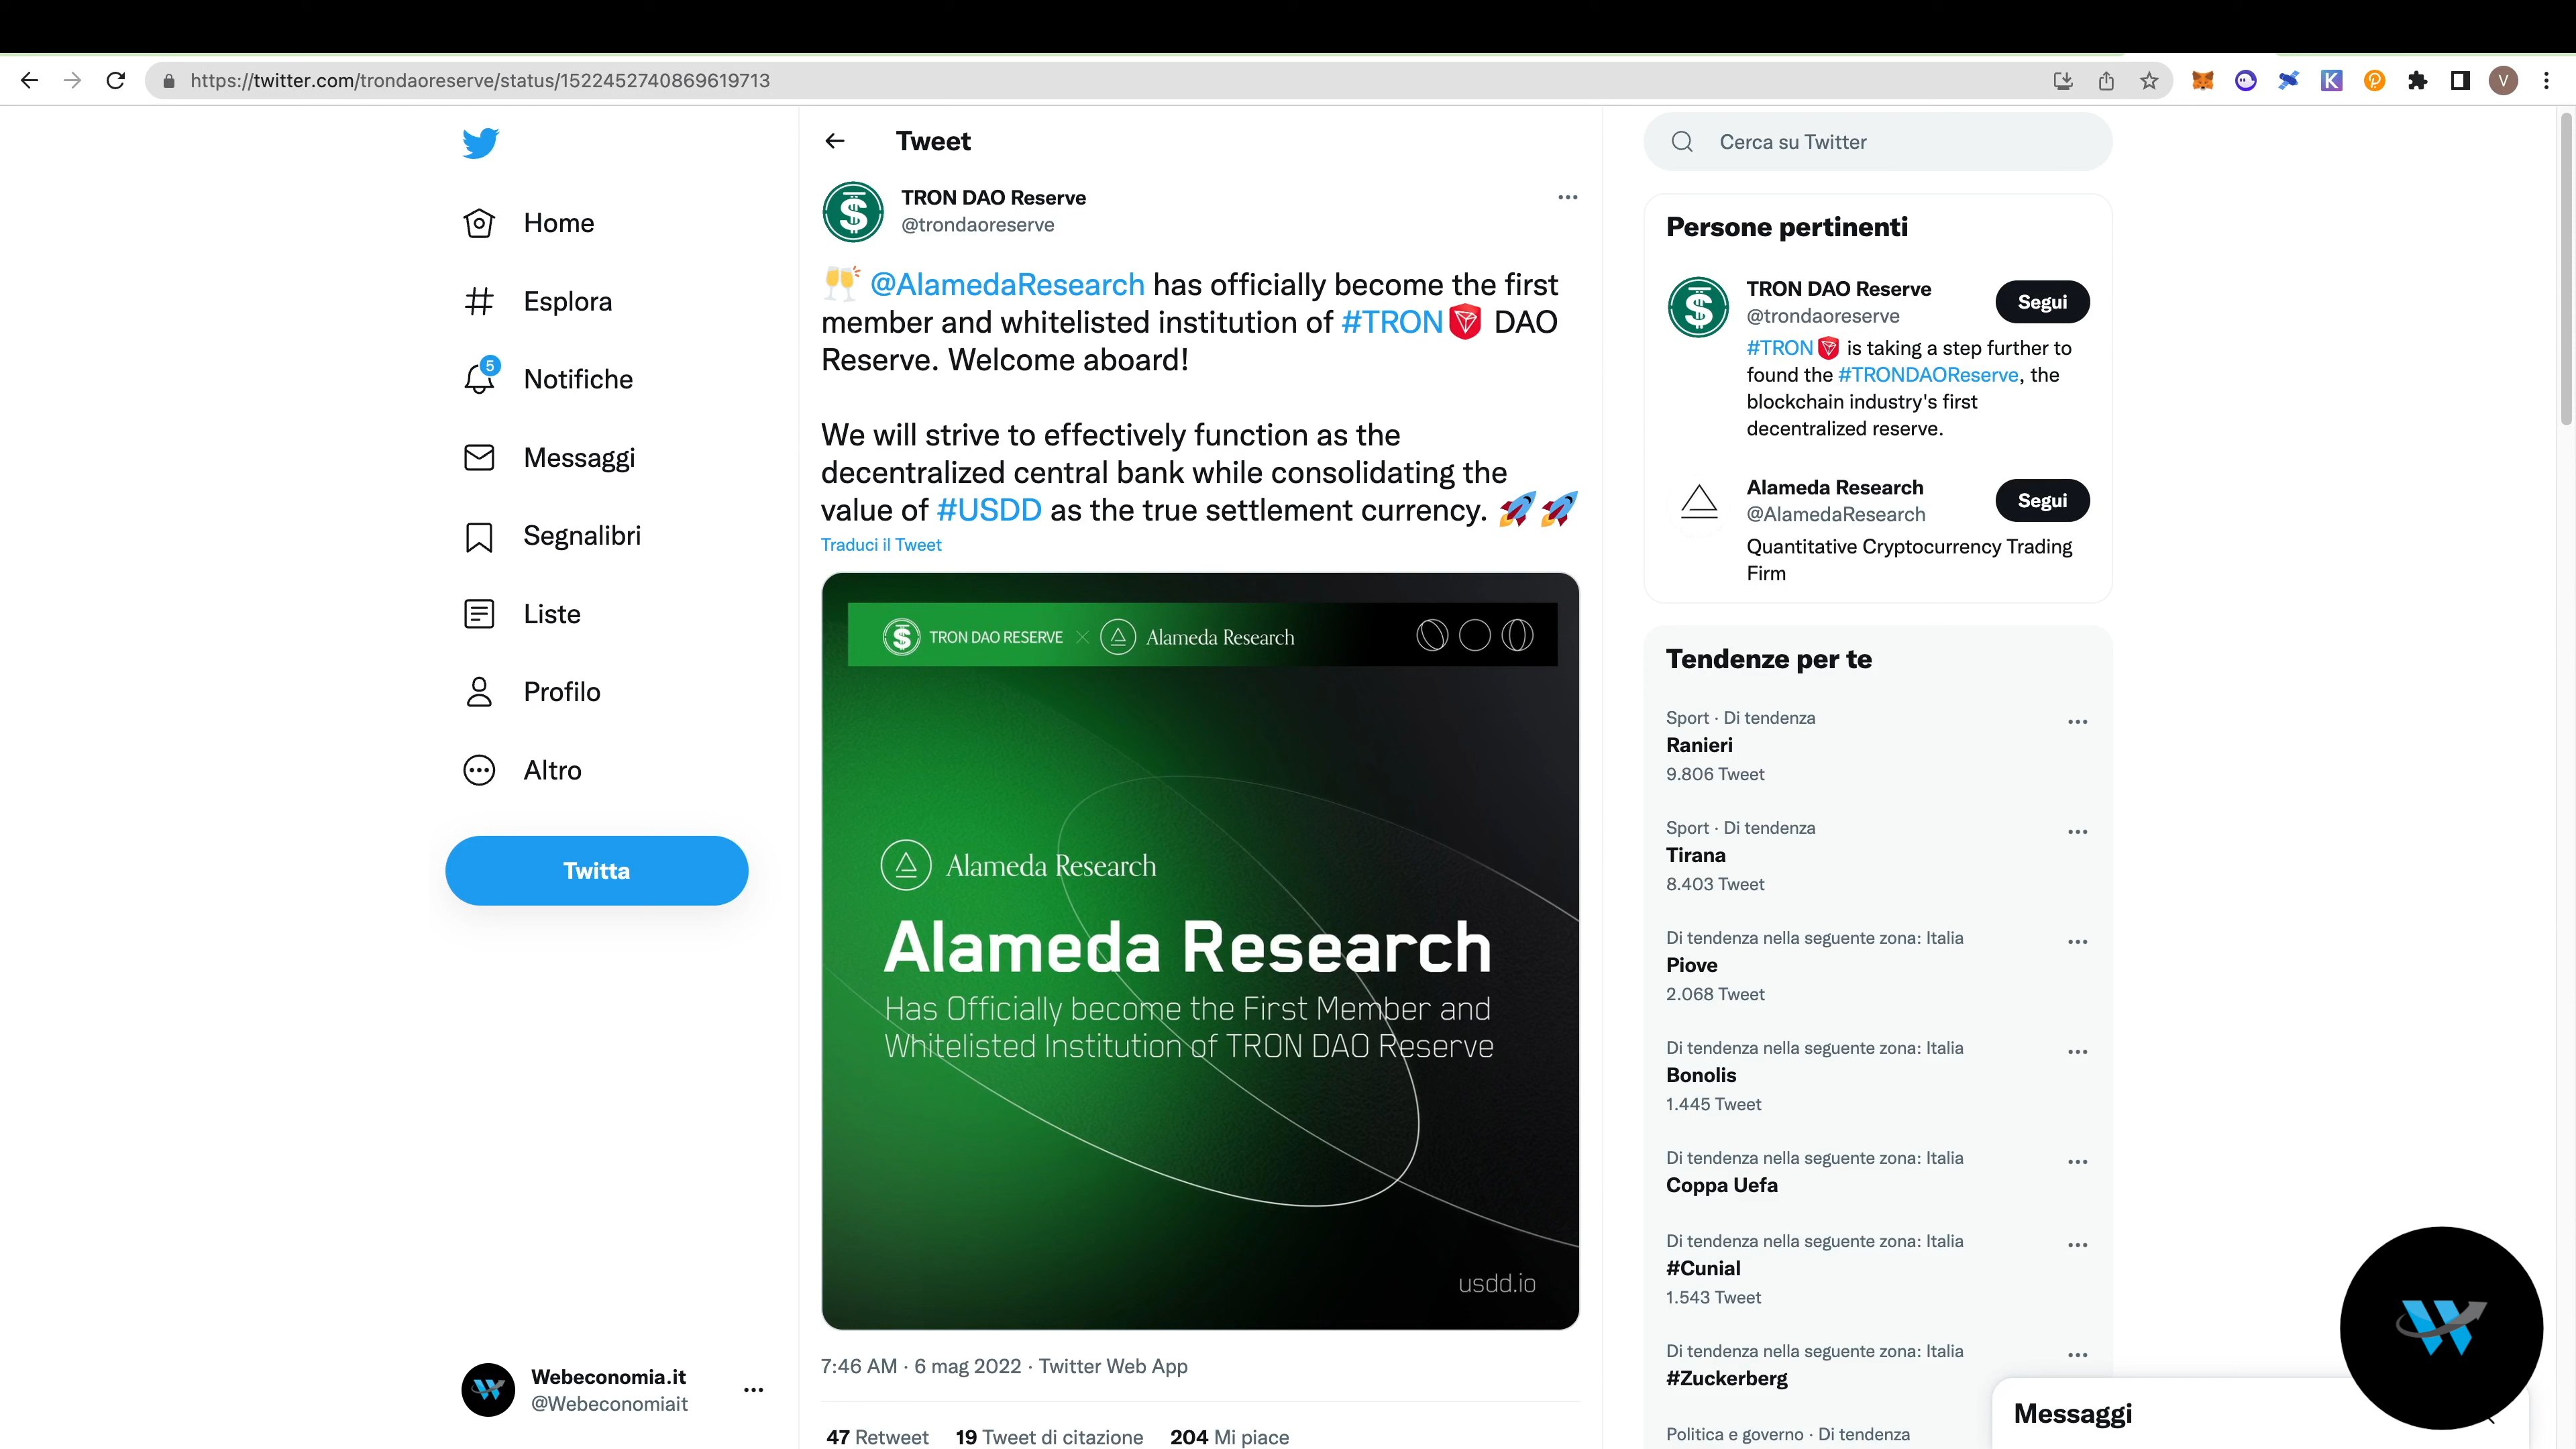 https://twitter.com/trondaoreserve/status/1522452740869619713
K
V
Home
Esplora
5
Notifiche
Messaggi
Segnalibri
Liste
Profilo
Altro
Twitta
Webeconomia.it
@Webeconomiait
Tweet
TRON DAO Reserve
@trondaoreserve
@AlamedaResearch has officially become the first
member and whitelisted institution of #TRON DAO
Reserve. Welcome aboard!
We will strive to effectively function as the
decentralized central bank while consolidating the
value of #USDD as the true settlement currency. 🚀🚀
Traduci il Tweet
TRON DAO RESERVE × Alameda Research
Alameda Research
Alameda Research
Has Officially become the First Member and
Whitelisted Institution of TRON DAO Reserve
usdd.io
7:46 AM · 6 mag 2022 · Twitter Web App
47 Retweet 19 Tweet di citazione 204 Mi piace
Cerca su Twitter
Persone pertinenti
TRON DAO Reserve
@trondaoreserve
Segui
#TRON is taking a step further to
found the #TRONDAOReserve, the
blockchain industry's first
decentralized reserve.
Alameda Research
@AlamedaResearch
Segui
Quantitative Cryptocurrency Trading
Firm
Tendenze per te
Sport · Di tendenza
Ranieri
9.806 Tweet
Sport · Di tendenza
Tirana
8.403 Tweet
Di tendenza nella seguente zona: Italia
Piove
2.068 Tweet
Di tendenza nella seguente zona: Italia
Bonolis
1.445 Tweet
Di tendenza nella seguente zona: Italia
Coppa Uefa
Di tendenza nella seguente zona: Italia
#Cunial
1.543 Tweet
Di tendenza nella seguente zona: Italia
#Zuckerberg
Politica e governo · Di tendenza
Messaggi